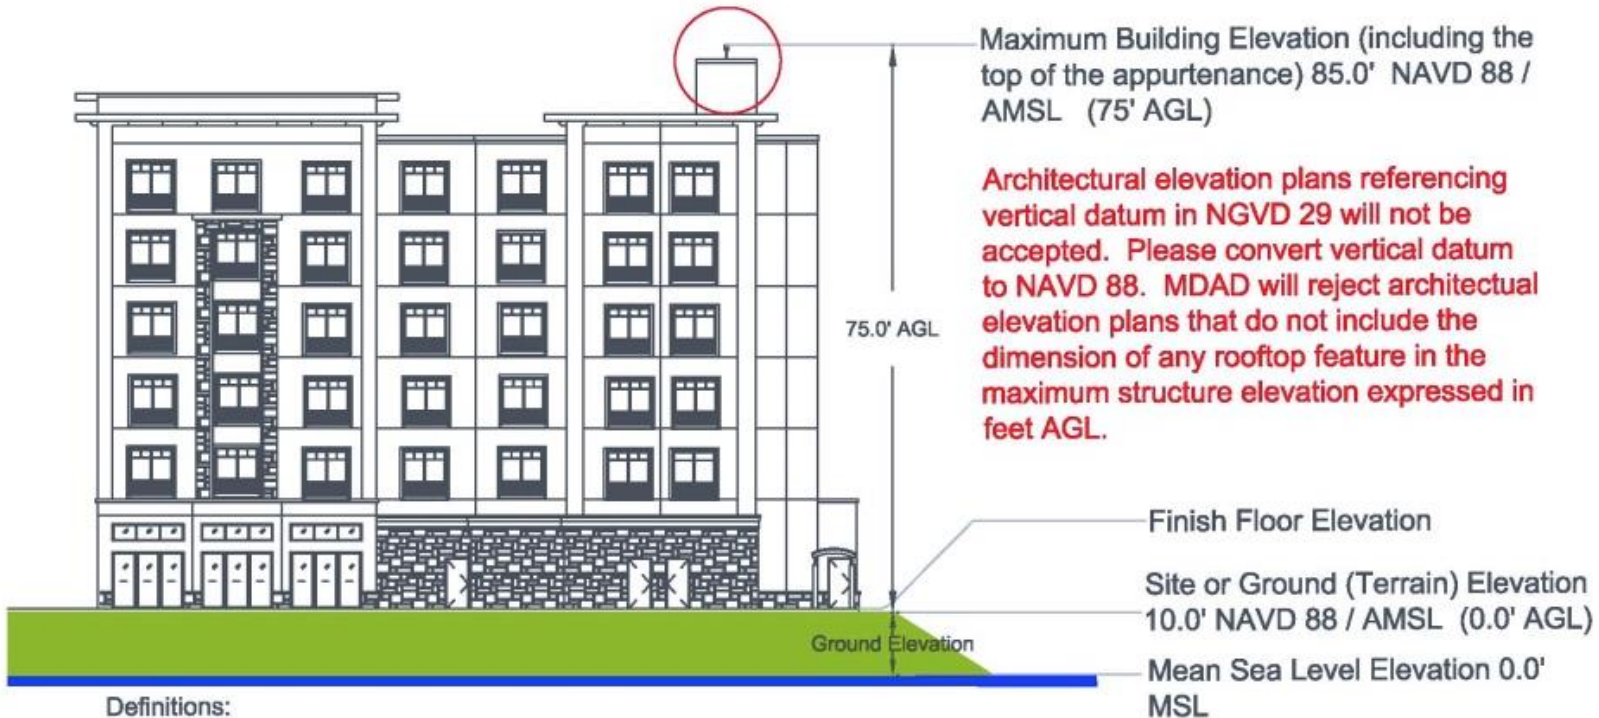 Maximum Building Elevation (including the
top of the appurtenance) 85.0' NAVD 88 /
AMSL (75' AGL)
Architectural elevation plans referencing
vertical datum in NGVD 29 will not be
accepted. Please convert vertical datum
to NAVD 88. MDAD will reject architectual
elevation plans that do not include the
dimension of any rooftop feature in the
maximum structure elevation expressed in
feet AGL.
75.0' AGL
Finish Floor Elevation
Site or Ground (Terrain) Elevation
10.0' NAVD 88 / AMSL (0.0' AGL)
Ground Elevation
Mean Sea Level Elevation 0.0'
MSL
Definitions: